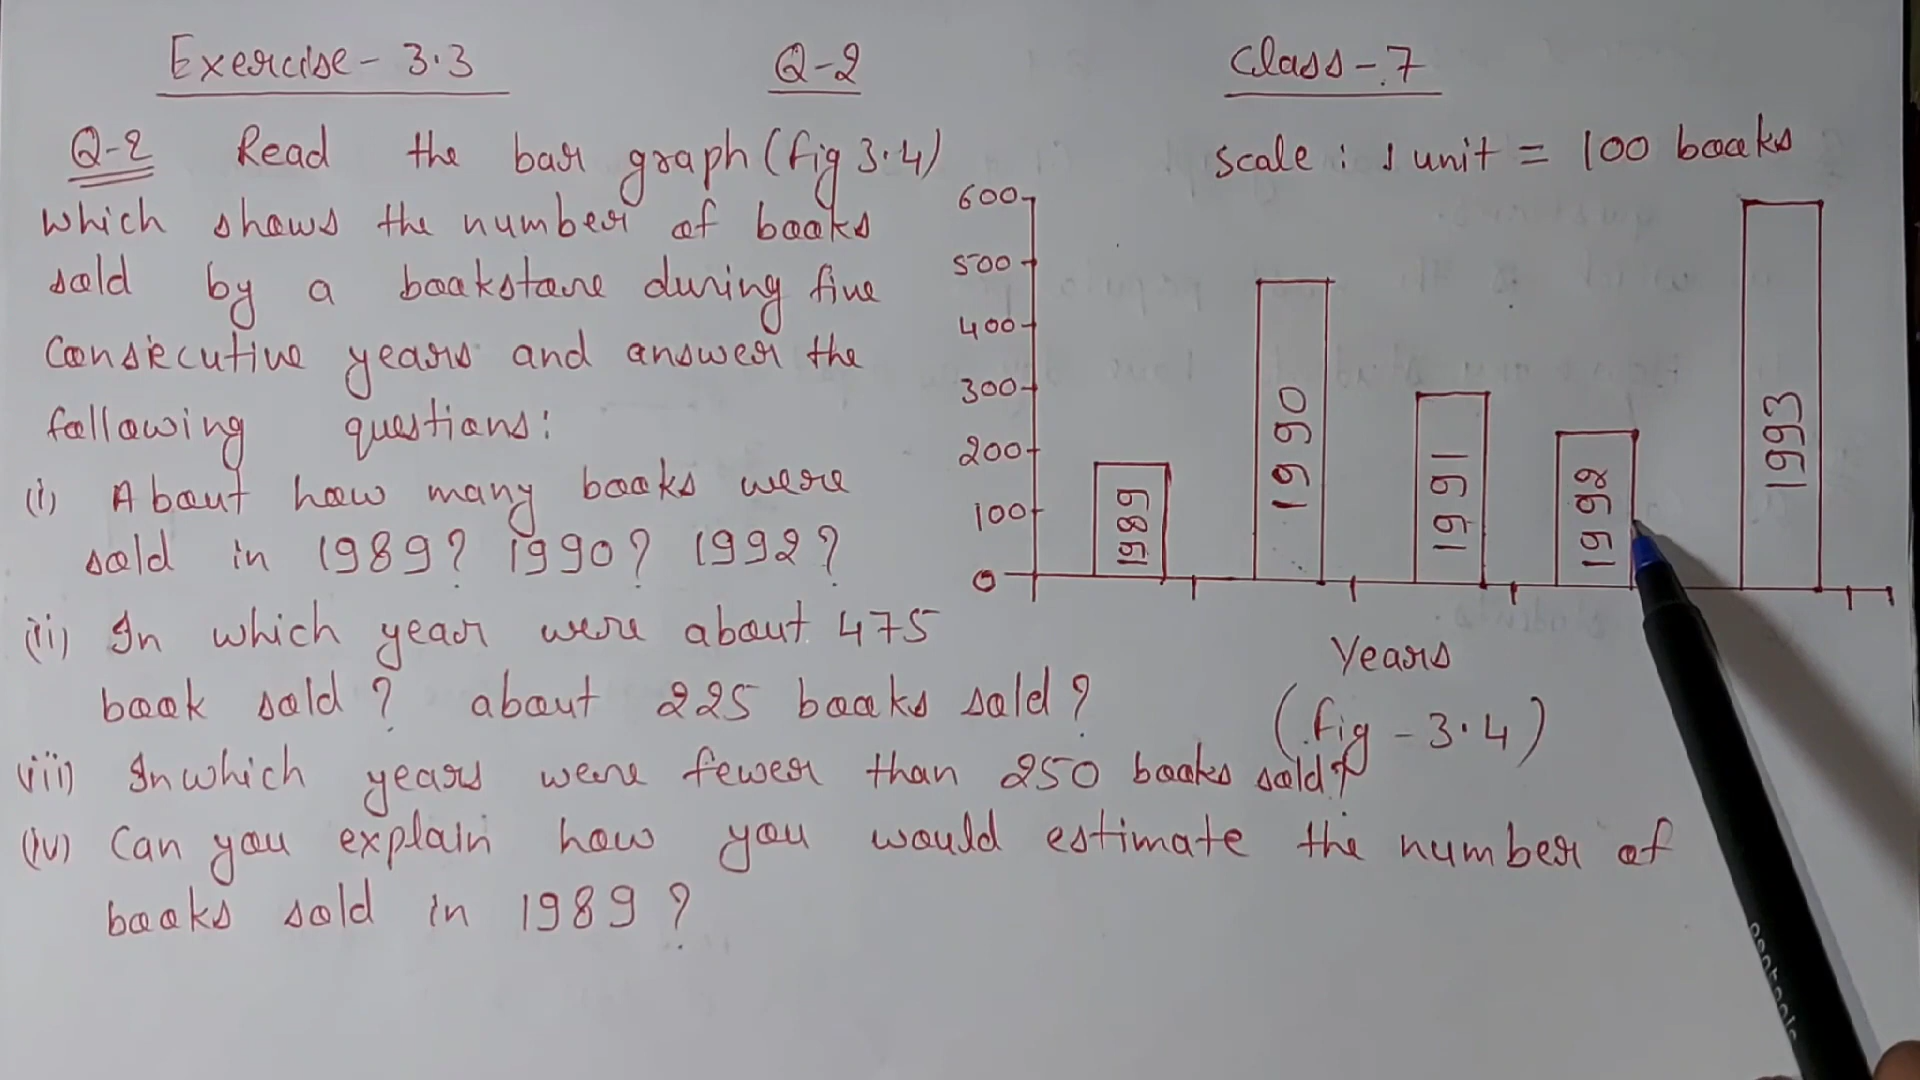 Exercise - 3.3 Q-2 Class - 7
Q-2 Read the bar graph (fig 3.4)
which shows the number of books
sold by a bookstore during five
Consecutive years and answer the
following questions:
(i) About how many books were
sold in 1989? 1990? 1992?
(ii) In which year were about 475
book sold? about 225 books sold?
(iii) In which years were fewer than 250 books sold?
(iv) Can you explain how you would estimate the number of
books sold in 1989?
scale : 1 unit = 100 books
600
500
400
300
200
100
0
1989
1990
1991
1992
1993
Years
(fig - 3.4)